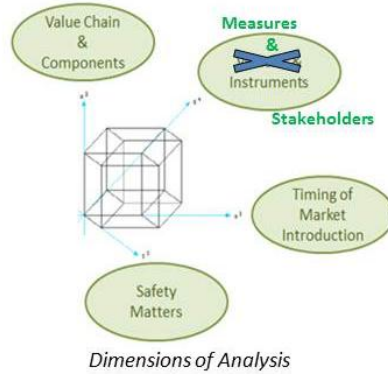 Value Chain
&
Components
Measures
&
Instruments
Stakeholders
Timing of
Market
Introduction
Safety
Matters
Dimensions of Analysis